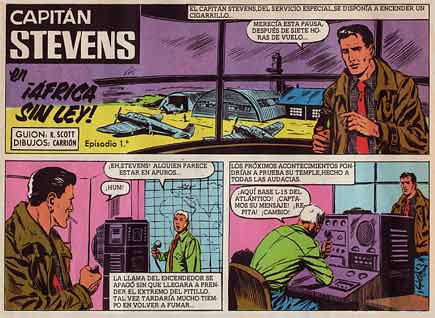 CAPITÁN
STEVENS
en
¡AFRICA
SIN LEY!
GUION: R. SCOTT
DIBUJOS: CARRIÓN
Episodio 1.º
EL CAPITÁN STEVENS, DEL SERVICIO ESPECIAL, SE DISPONÍA A ENCENDER UN
CIGARRILLO...
MERECÍA ESTA PAUSA,
DESPUÉS DE SIETE HO-
RAS DE VUELO...
¡EH, STEVENS! ALGUIEN PARECE
ESTAR EN APUROS...
¡HUM!
LA LLAMA DEL ENCENDEDOR SE
APAGÓ SIN QUE LLEGARA A PREN-
DER EL EXTREMO DEL PITILLO.
TAL VEZ TARDARÍA MUCHO TIEM-
PO EN VOLVER A FUMAR...
LOS PRÓXIMOS ACONTECIMIENTOS PON-
DRÍAN A PRUEBA SU TEMPLE, HECHO A
TODAS LAS AUDACIAS.
¡AQUÍ BASE L-15 DEL
ATLÁNTICO! ¡CAPTA-
MOS SU MENSAJE! ¡RE-
PITA! ¡CAMBIO!